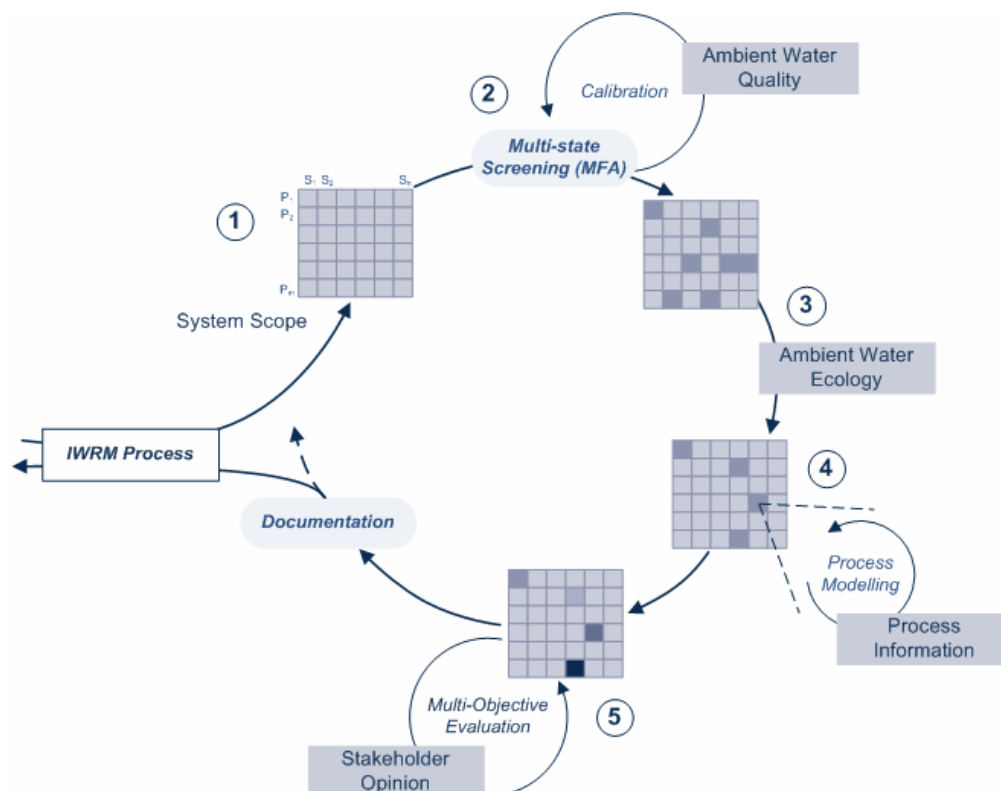 Ambient Water
Quality
2
Calibration
Multi-state
Screening (MFA)
S1 S2 Sn
P1
P2
Pm
1
System Scope
3
Ambient Water
Ecology
IWRM Process
4
Documentation
Process
Modelling
Process
Information
Multi-Objective
Evaluation
5
Stakeholder
Opinion